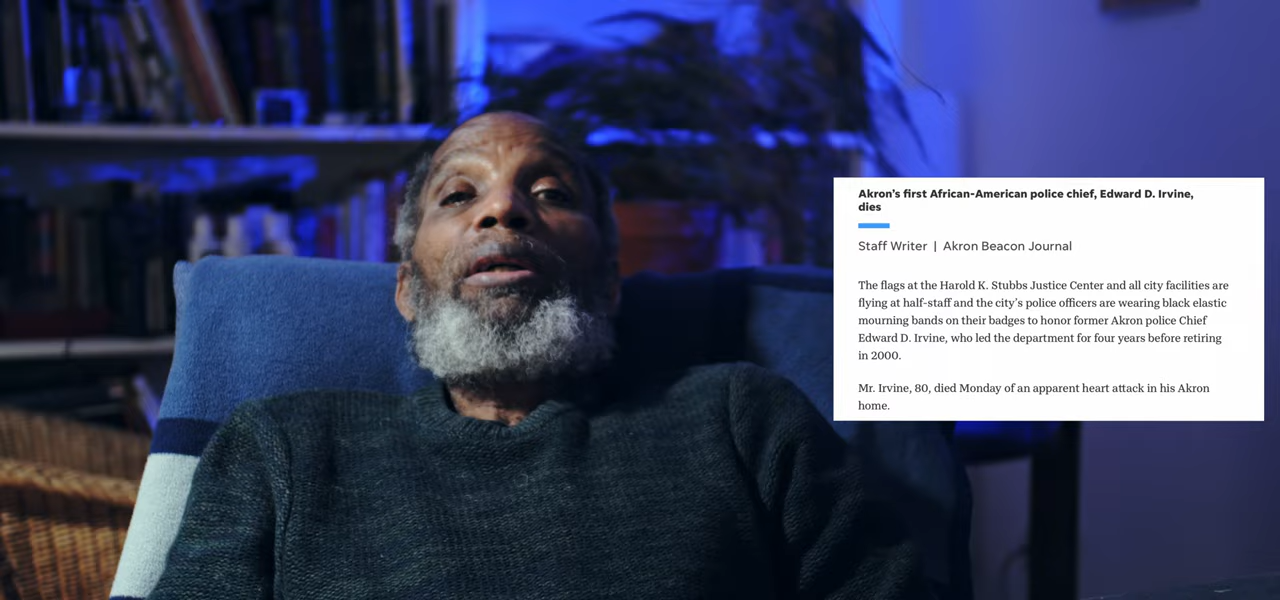 Akron’s first African-American police chief, Edward D. Irvine,
dies
Staff Writer | Akron Beacon Journal
The flags at the Harold K. Stubbs Justice Center and all city facilities are
flying at half-staff and the city’s police officers are wearing black elastic
mourning bands on their badges to honor former Akron police Chief
Edward D. Irvine, who led the department for four years before retiring
in 2000.
Mr. Irvine, 80, died Monday of an apparent heart attack in his Akron
home.